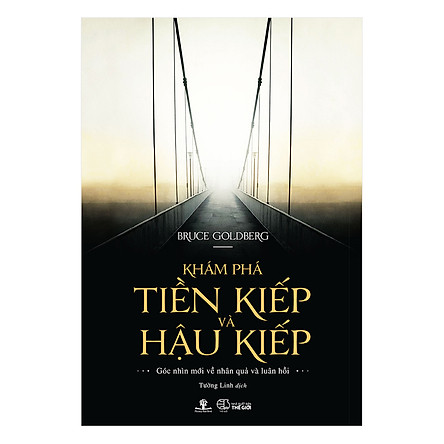 BRUCE GOLDBERG
KHÁM PHÁ
TIỀN KIẾP
VÀ
HẬU KIẾP
Góc nhìn mới về nhân quả và luân hồi
Tường Linh dịch
THẾ GIỚI